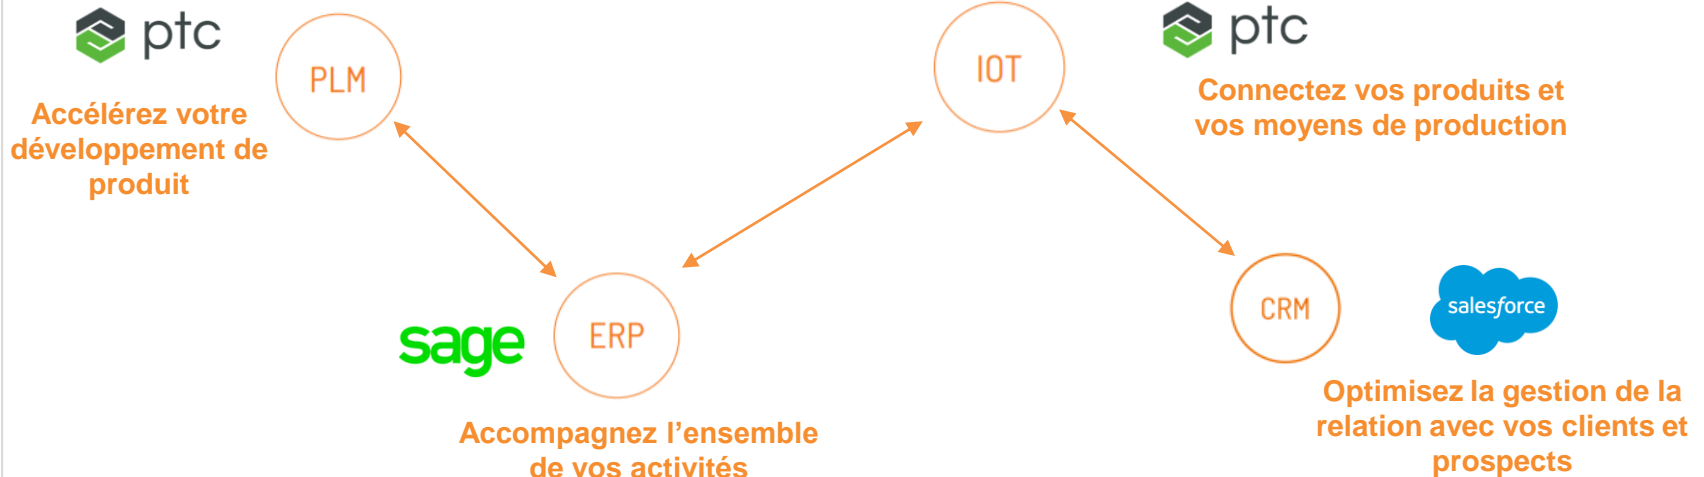 ptc
PLM
Accélérez votre
développement de
produit
IOT
ptc
Connectez vos produits et
vos moyens de production
sage
ERP
Accompagnez l’ensemble
de vos activités
CRM
salesforce
Optimisez la gestion de la
relation avec vos clients et
prospects